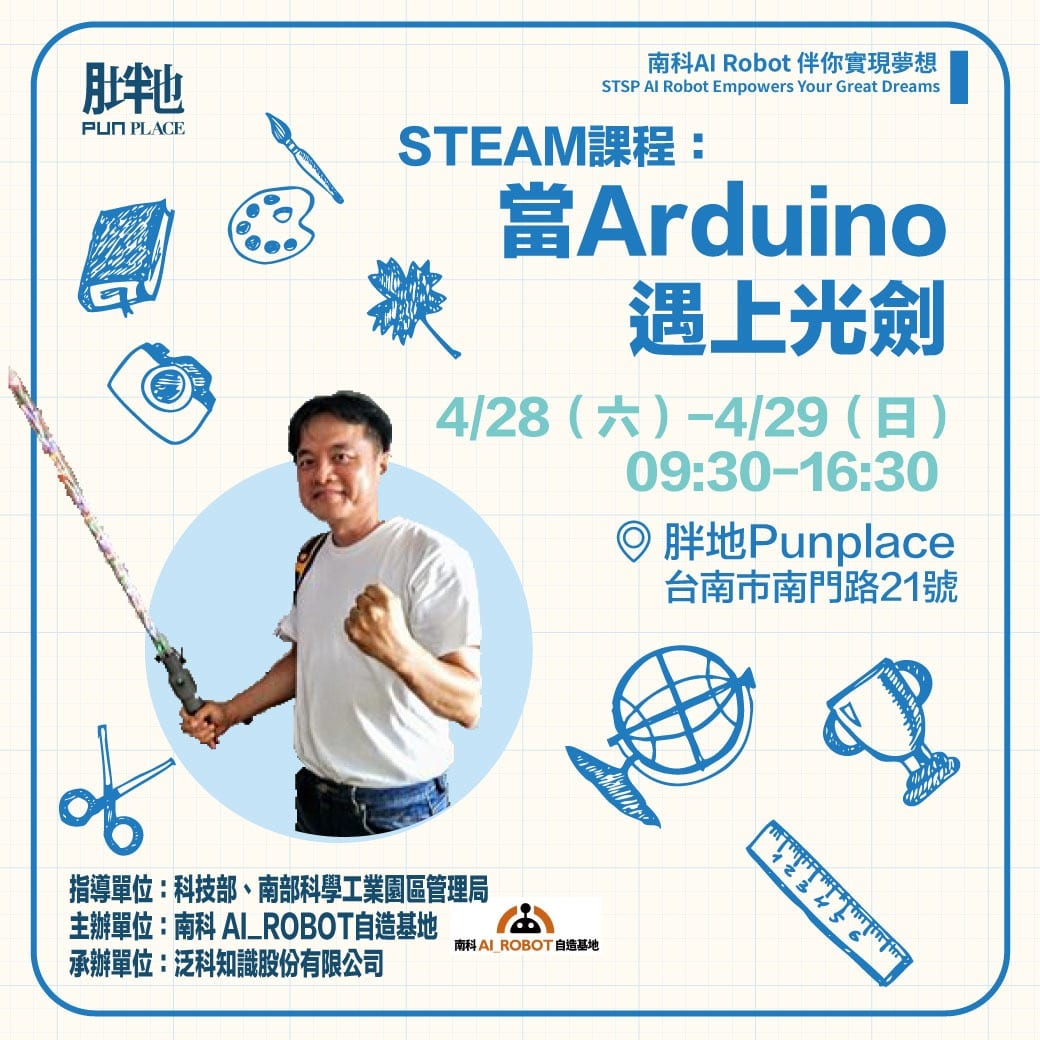 胖地
PUN PLACE
南科AI Robot 伴你實現夢想
STSP AI Robot Empowers Your Great Dreams
STEAM課程：
當Arduino
遇上光劍
4/28（六）-4/29（日）
09:30-16:30
胖地Punplace
台南市南門路21號
1 2 3 4 5 6
指導單位：科技部、南部科學工業園區管理局
主辦單位：南科 AI_ROBOT自造基地
承辦單位：泛科知識股份有限公司
南科 AI_ROBOT 自造基地